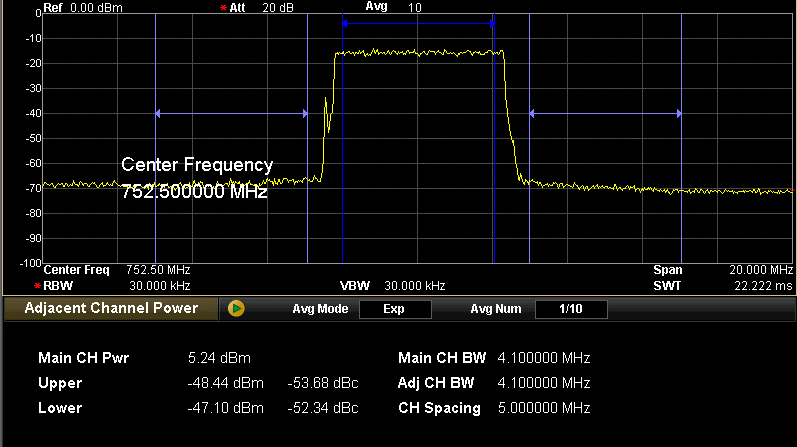 Ref 0.00 dBm * Att 20 dB Avg 10
0
-10
-20
-30
-40
-50
-60
Center Frequency
752.500000 MHz
-70
-80
-90
-100
Center Freq 752.50 MHz Span 20.000 MHz
* RBW 30.000 kHz VBW 30.000 kHz SWT 22.222 ms
Adjacent Channel Power Avg Mode Exp Avg Num 1/10
Main CH Pwr 5.24 dBm Main CH BW 4.100000 MHz
Upper -48.44 dBm -53.68 dBc Adj CH BW 4.100000 MHz
Lower -47.10 dBm -52.34 dBc CH Spacing 5.000000 MHz